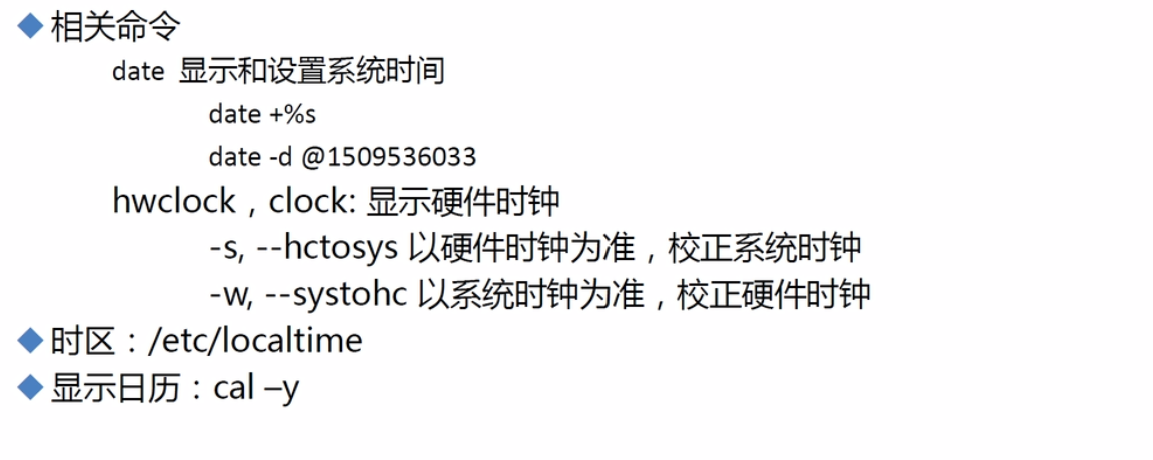 相关命令
date 显示和设置系统时间
date +%s
date -d @1509536033
hwclock，clock: 显示硬件时钟
-s, --hctosys 以硬件时钟为准，校正系统时钟
-w, --systohc 以系统时钟为准，校正硬件时钟
时区：/etc/localtime
显示日历：cal –y